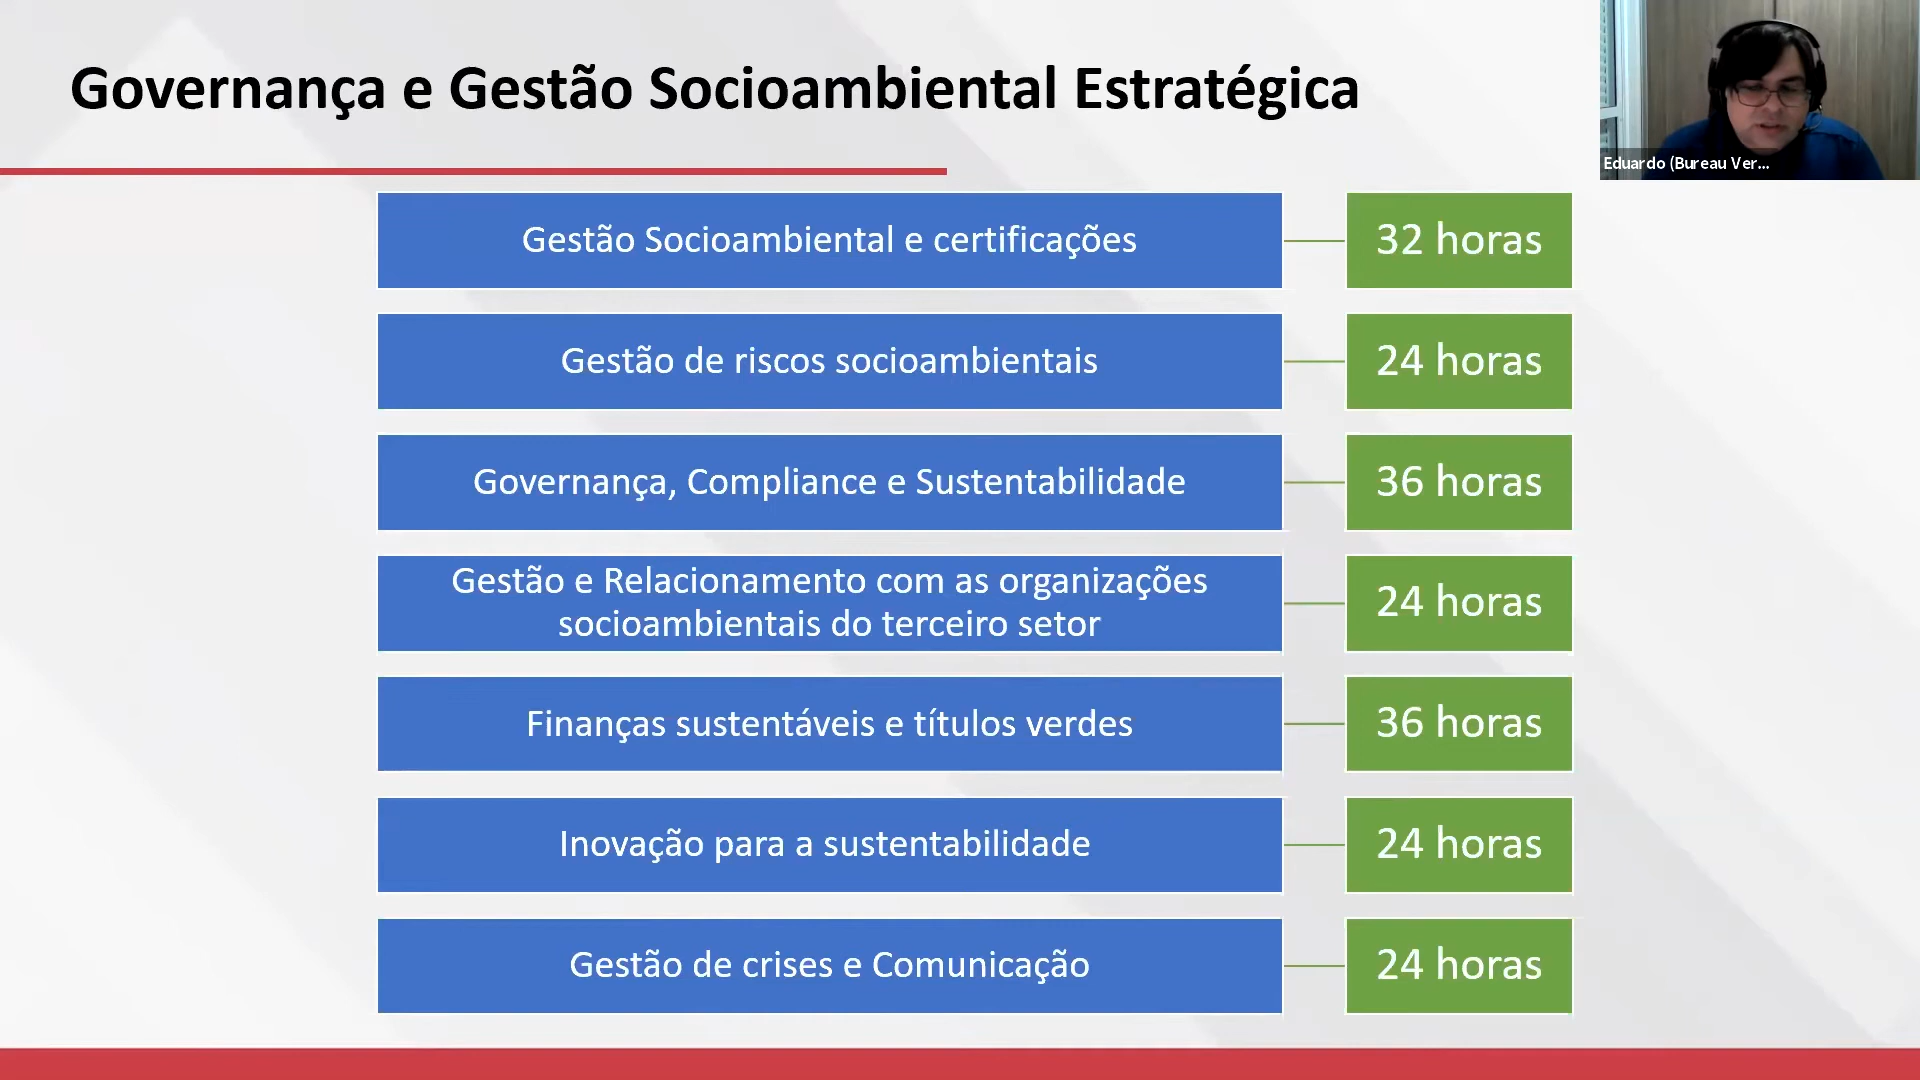 Governança e Gestão Socioambiental Estratégica
Eduardo (Bureau Ver...
Gestão Socioambiental e certificações
32 horas
Gestão de riscos socioambientais
24 horas
Governança, Compliance e Sustentabilidade
36 horas
Gestão e Relacionamento com as organizações
socioambientais do terceiro setor
24 horas
Finanças sustentáveis e títulos verdes
36 horas
Inovação para a sustentabilidade
24 horas
Gestão de crises e Comunicação
24 horas